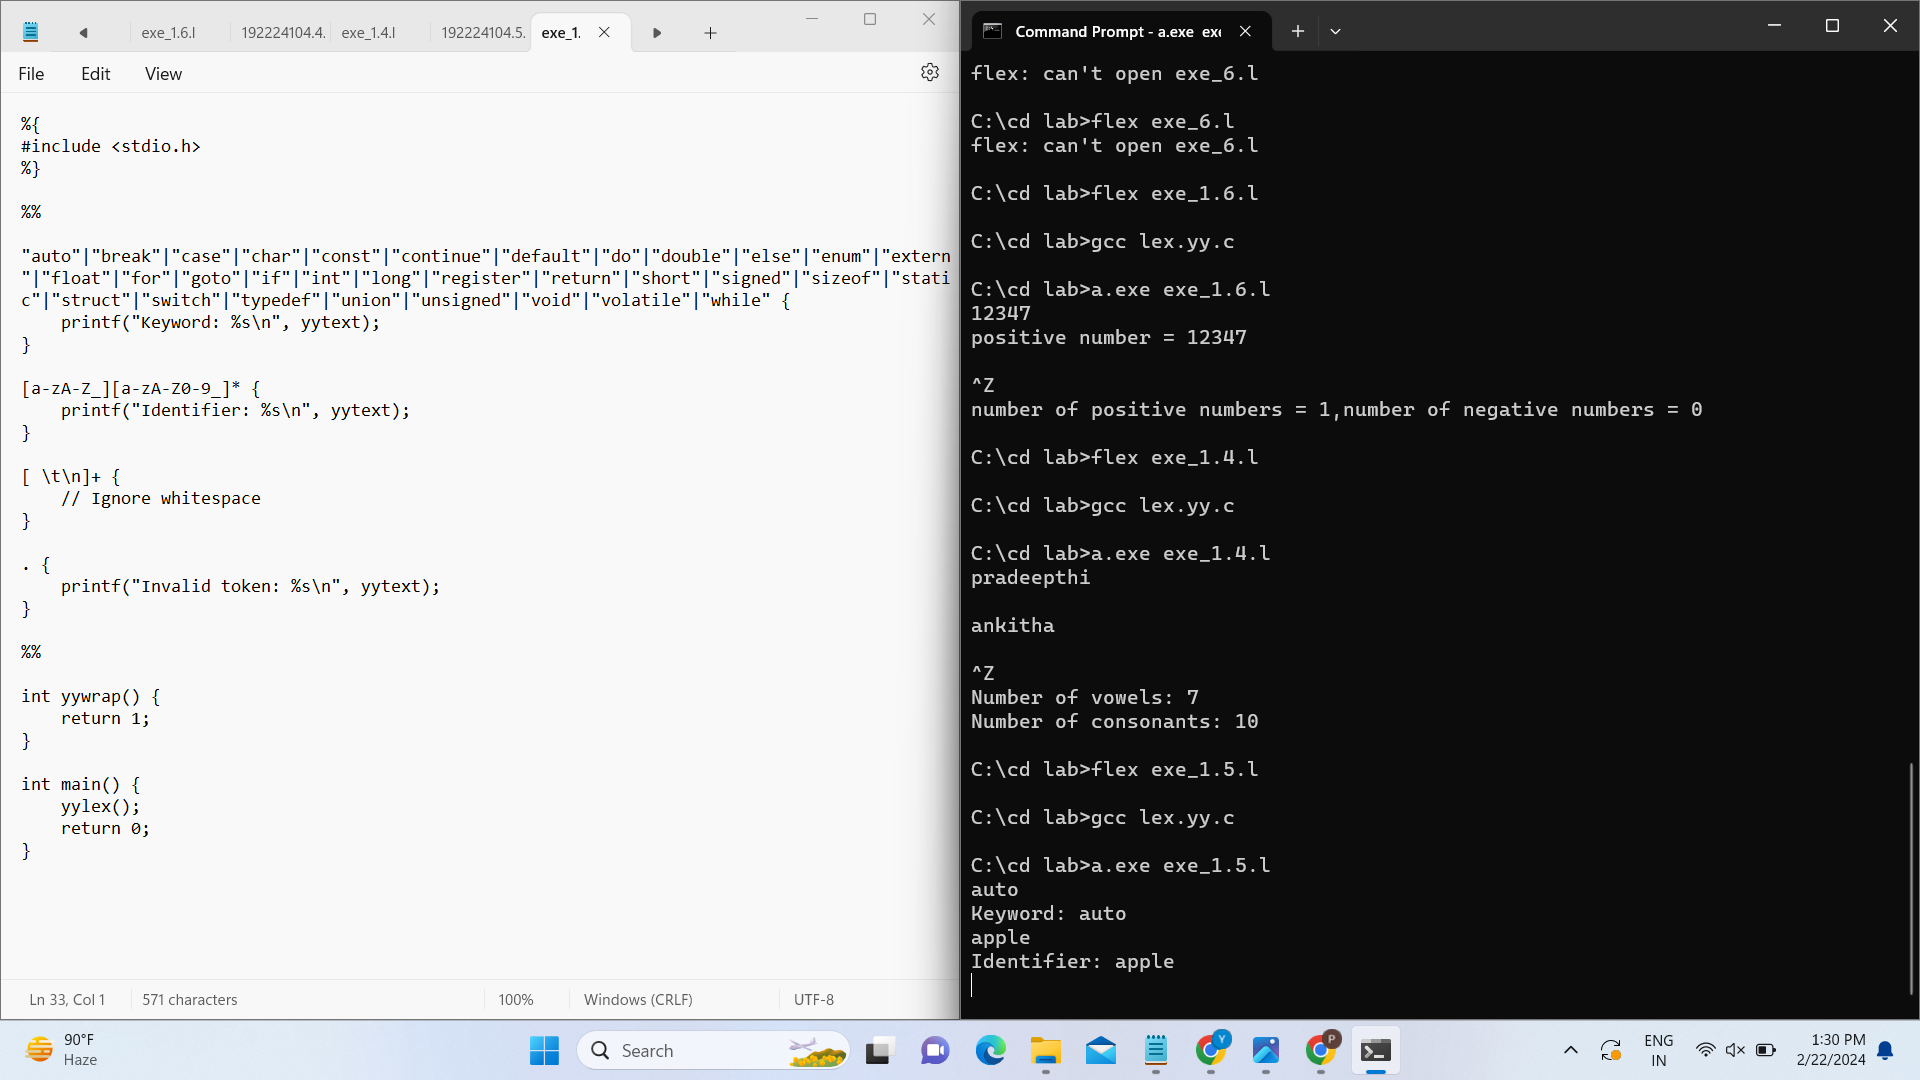 exe_1.6.l
192224104.4.
exe_1.4.l
192224104.5.
exe_1.
File
Edit
View
%{
#include <stdio.h>
%}
%%
"auto"|"break"|"case"|"char"|"const"|"continue"|"default"|"do"|"double"|"else"|"enum"|"extern
"|"float"|"for"|"goto"|"if"|"int"|"long"|"register"|"return"|"short"|"signed"|"sizeof"|"stati
c"|"struct"|"switch"|"typedef"|"union"|"unsigned"|"void"|"volatile"|"while" {
    printf("Keyword: %s\n", yytext);
}
[a-zA-Z_][a-zA-Z0-9_]* {
    printf("Identifier: %s\n", yytext);
}
[ \t\n]+ {
    // Ignore whitespace
}
. {
    printf("Invalid token: %s\n", yytext);
}
%%
int yywrap() {
    return 1;
}
int main() {
    yylex();
    return 0;
}
Ln 33, Col 1
571 characters
100%
Windows (CRLF)
UTF-8
Command Prompt - a.exe exe
flex: can't open exe_6.l
C:\cd lab>flex exe_6.l
flex: can't open exe_6.l
C:\cd lab>flex exe_1.6.l
C:\cd lab>gcc lex.yy.c
C:\cd lab>a.exe exe_1.6.l
12347
positive number = 12347
^Z
number of positive numbers = 1,number of negative numbers = 0
C:\cd lab>flex exe_1.4.l
C:\cd lab>gcc lex.yy.c
C:\cd lab>a.exe exe_1.4.l
pradeepthi
ankitha
^Z
Number of vowels: 7
Number of consonants: 10
C:\cd lab>flex exe_1.5.l
C:\cd lab>gcc lex.yy.c
C:\cd lab>a.exe exe_1.5.l
auto
Keyword: auto
apple
Identifier: apple
90°F
Haze
Search
Y
P
ENG
IN
1:30 PM
2/22/2024